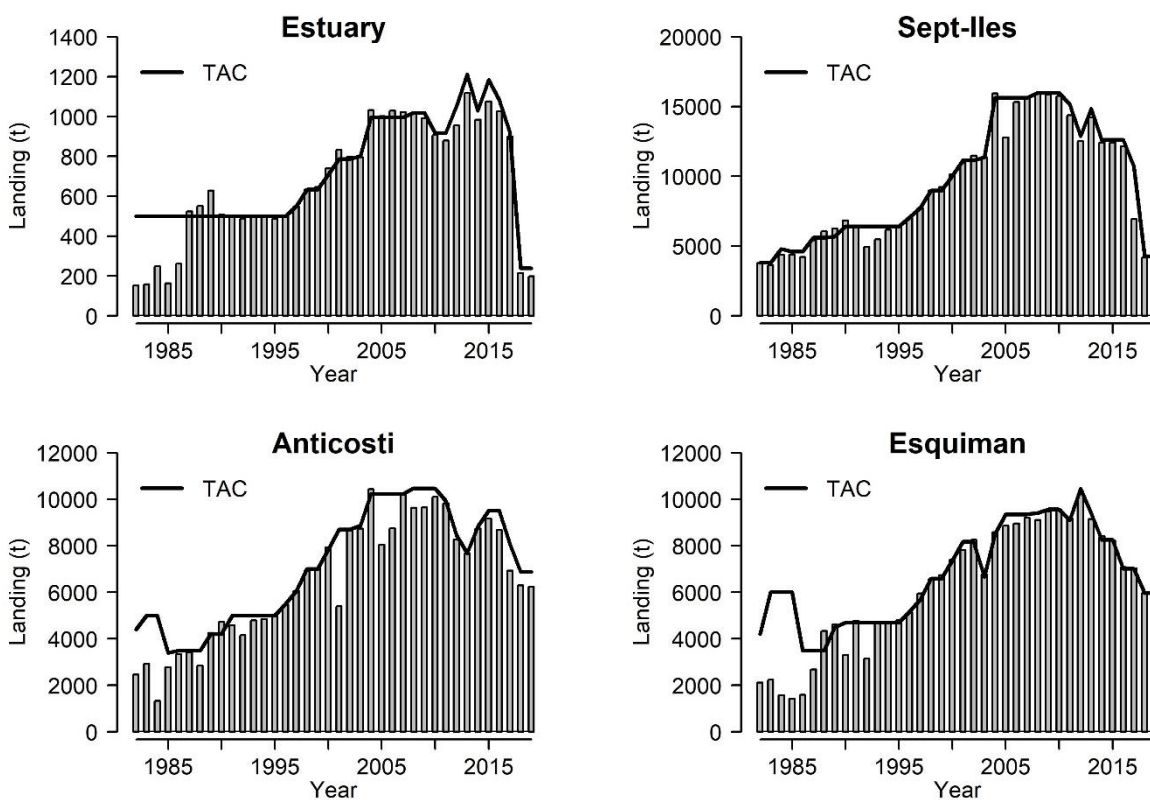 Estuary
TAC
Landing (t)
1400
1200
1000
800
600
400
200
0
1985
1995
2005
2015
Year
Sept-Iles
TAC
Landing (t)
20000
15000
10000
5000
0
1985
1995
2005
2015
Year
Anticosti
TAC
Landing (t)
12000
10000
8000
6000
4000
2000
0
1985
1995
2005
2015
Year
Esquiman
TAC
Landing (t)
12000
10000
8000
6000
4000
2000
0
1985
1995
2005
2015
Year